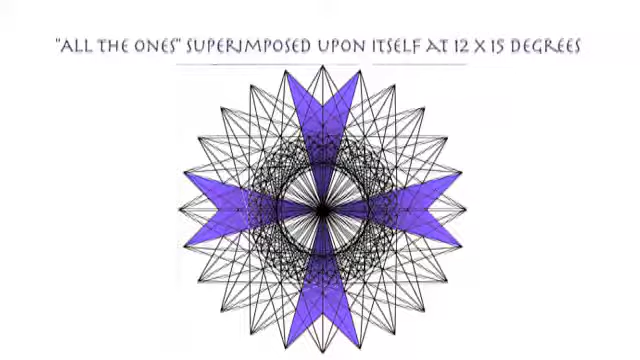 "ALL THE ONES" SUPERIMPOSED UPON ITSELF AT 12 X 15 DEGREES